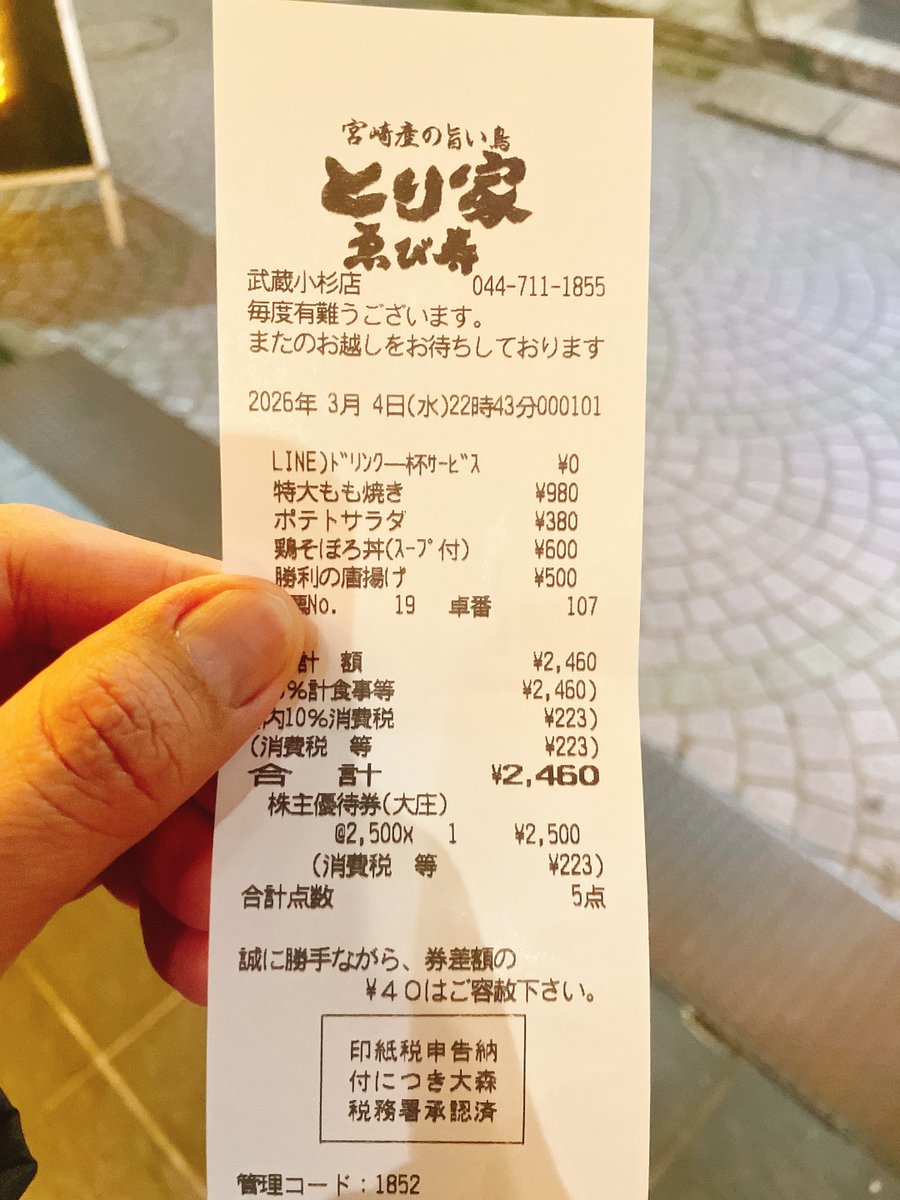 宮崎産の旨い鳥
とり家
ゑび寿
武蔵小杉店 044-711-1855
毎度有難うございます。
またのお越しをお待ちしております
2026年 3月 4日(水)22時43分000101
LINE)ﾄﾞﾘﾝｸ一杯ｻｰﾋﾞｽ ¥0
特大もも焼き ¥980
ポテトサラダ ¥380
鶏そぼろ丼(ｽｰﾌﾟ付) ¥600
勝利の唐揚げ ¥500
No. 19 卓番 107
計 額 ¥2,460
%計食事等 ¥2,460)
内10%消費税 ¥223)
(消費税 等 ¥223)
合 計 ¥2,460
株主優待券(大庄)
@2,500x 1 ¥2,500
(消費税 等 ¥223)
合計点数 5点
誠に勝手ながら、券差額の
¥40はご容赦下さい。
印紙税申告納
付につき大森
税務署承認済
管理コード:1852